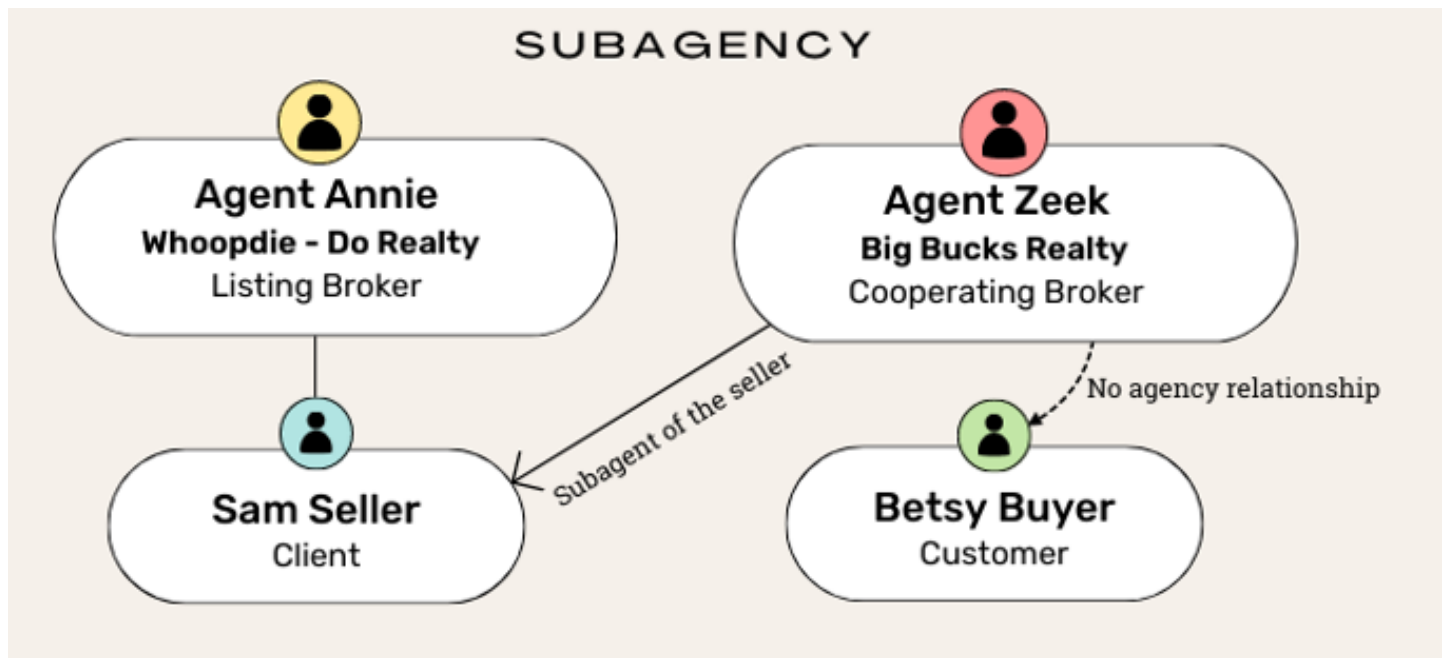 SUBAGENCY
Agent Annie
Whoopdie - Do Realty
Listing Broker
Agent Zeek
Big Bucks Realty
Cooperating Broker
Subagent of the seller
No agency relationship
Sam Seller
Client
Betsy Buyer
Customer